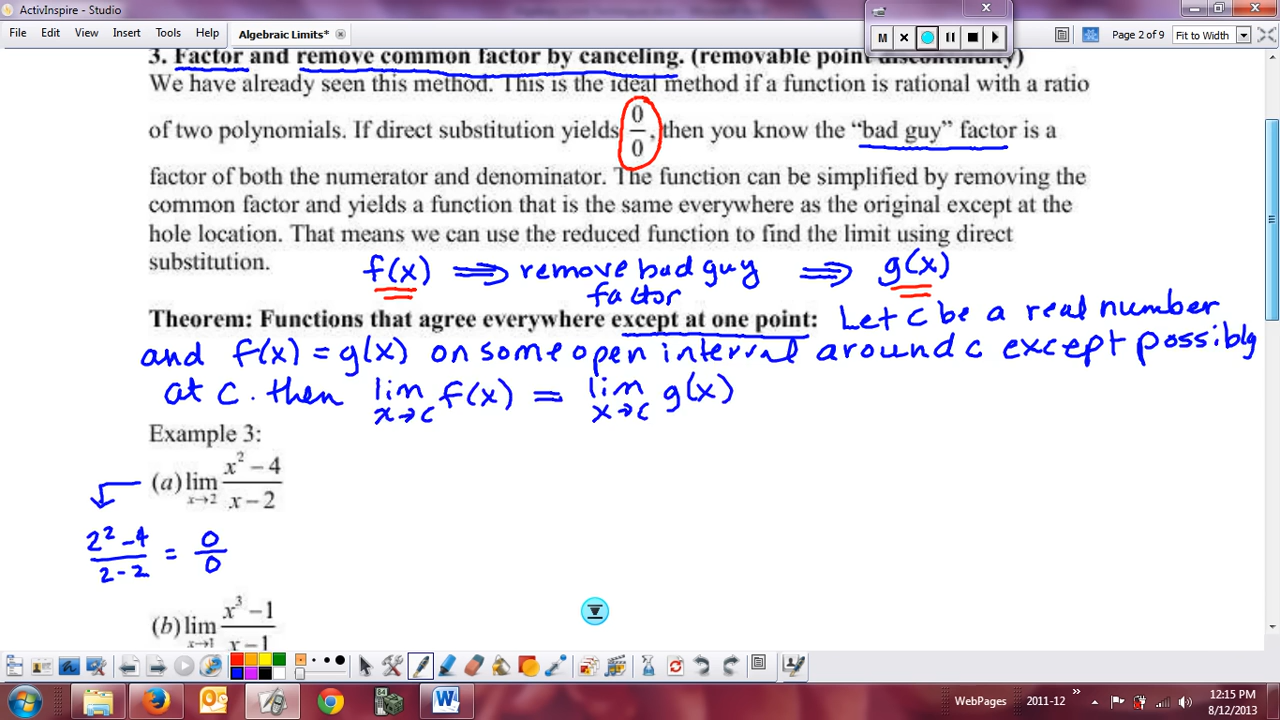 ActivInspire - Studio
File Edit View Insert Tools Help Algebraic Limits* Page 2 of 9 Fit to Width
M
3. Factor and remove common factor by canceling. (removable point discontinuity)
We have already seen this method. This is the ideal method if a function is rational with a ratio
of two polynomials. If direct substitution yields 0/0, then you know the “bad guy” factor is a
factor of both the numerator and denominator. The function can be simplified by removing the
common factor and yields a function that is the same everywhere as the original except at the
hole location. That means we can use the reduced function to find the limit using direct
substitution.
f(x) ⟹ remove bad guy factor ⟹ g(x)
Theorem: Functions that agree everywhere except at one point: Let c be a real number
and f(x) = g(x) on some open interval around c except possibly
at c. then lim x→c f(x) = lim x→c g(x)
Example 3:
(a) lim x→2 x² – 4 / x – 2
2² - 4 / 2 - 2 = 0/0
(b) lim x→1 x³ – 1 / x – 1
WebPages 2011-12 » 12:15 PM
8/12/2013